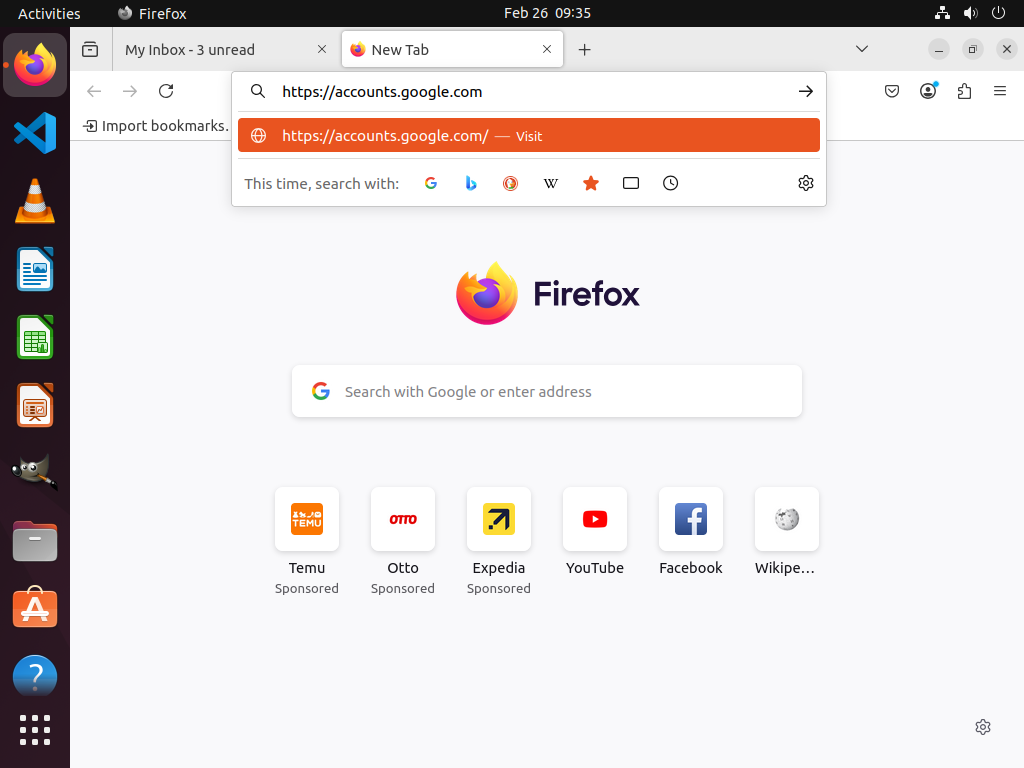 Activities
Firefox
Feb 26 09:35
My Inbox - 3 unread
New Tab
https://accounts.google.com
Import bookmarks.
https://accounts.google.com/ — Visit
This time, search with:
W
Firefox
Search with Google or enter address
TEMU
OTTO
Temu
Sponsored
Otto
Sponsored
Expedia
Sponsored
YouTube
Facebook
Wikipe…